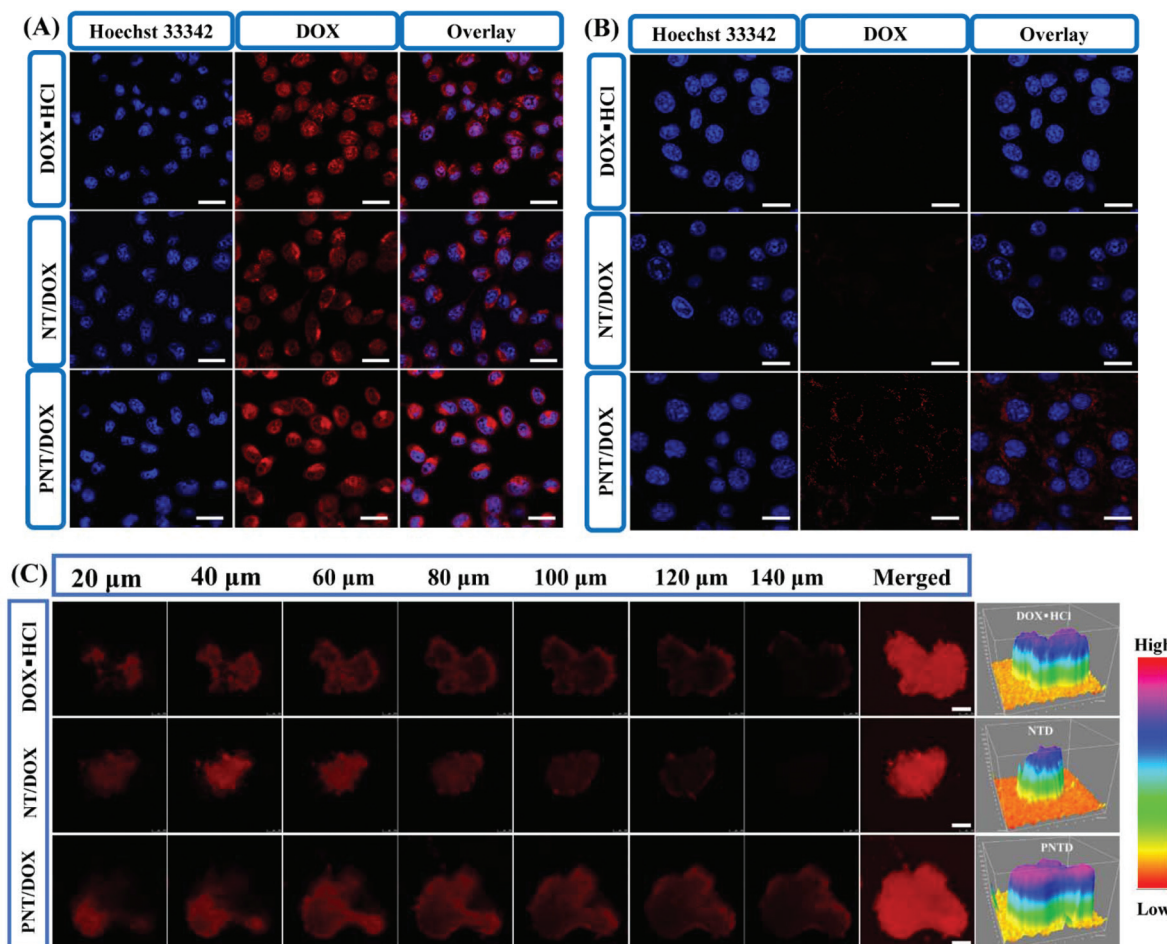 (A)
Hoechst 33342 DOX Overlay
DOX▪HCl
NT/DOX
PNT/DOX
(B)
Hoechst 33342 DOX Overlay
DOX▪HCl
NT/DOX
PNT/DOX
(C)
20 μm 40 μm 60 μm 80 μm 100 μm 120 μm 140 μm Merged
DOX▪HCl
NT/DOX
PNT/DOX
DOX▪HCl
NTD
PNTD
High
Low